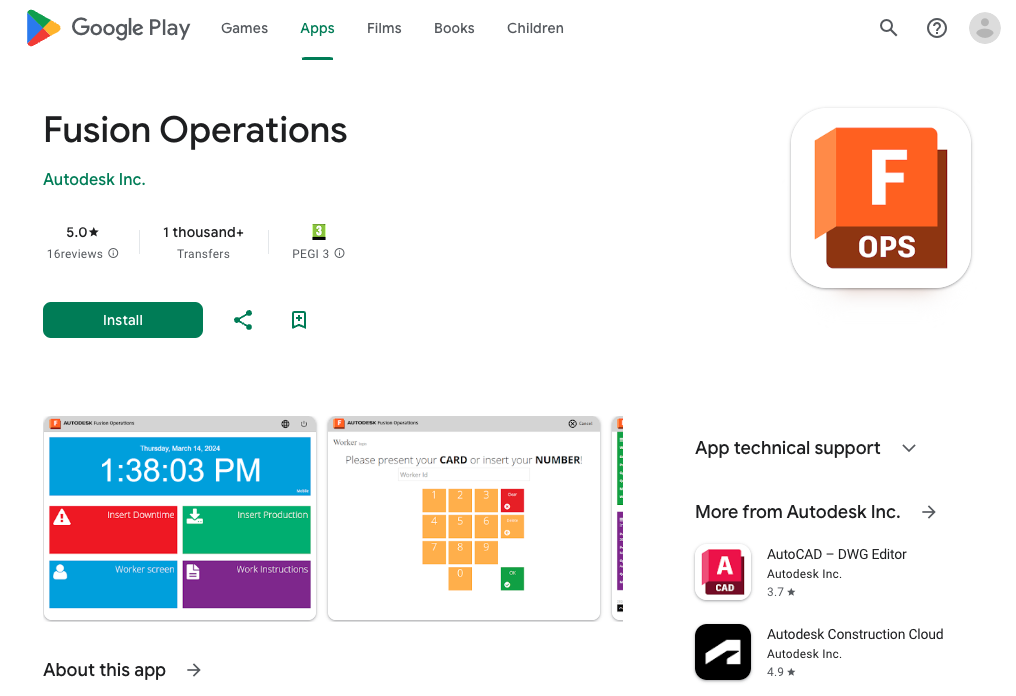 Google Play
Games
Apps
Films
Books
Children
Fusion Operations
Autodesk Inc.
5.0★
16reviews
1 thousand+
Transfers
3
PEGI 3
Install
F
OPS
F AUTODESK Fusion Operations
Thursday, March 14, 2024
1:38:03 PM
Insert Downtime
Insert Production
Worker screen
Work Instructions
F AUTODESK Fusion Operations
Cancel
Worker
Please present your CARD or insert your NUMBER!
Worker Id
1 2 3 Clear
4 5 6
7 8 9
0 OK
App technical support
More from Autodesk Inc.
A
CAD
AutoCAD – DWG Editor
Autodesk Inc.
3.7★
Autodesk Construction Cloud
Autodesk Inc.
4.9★
About this app